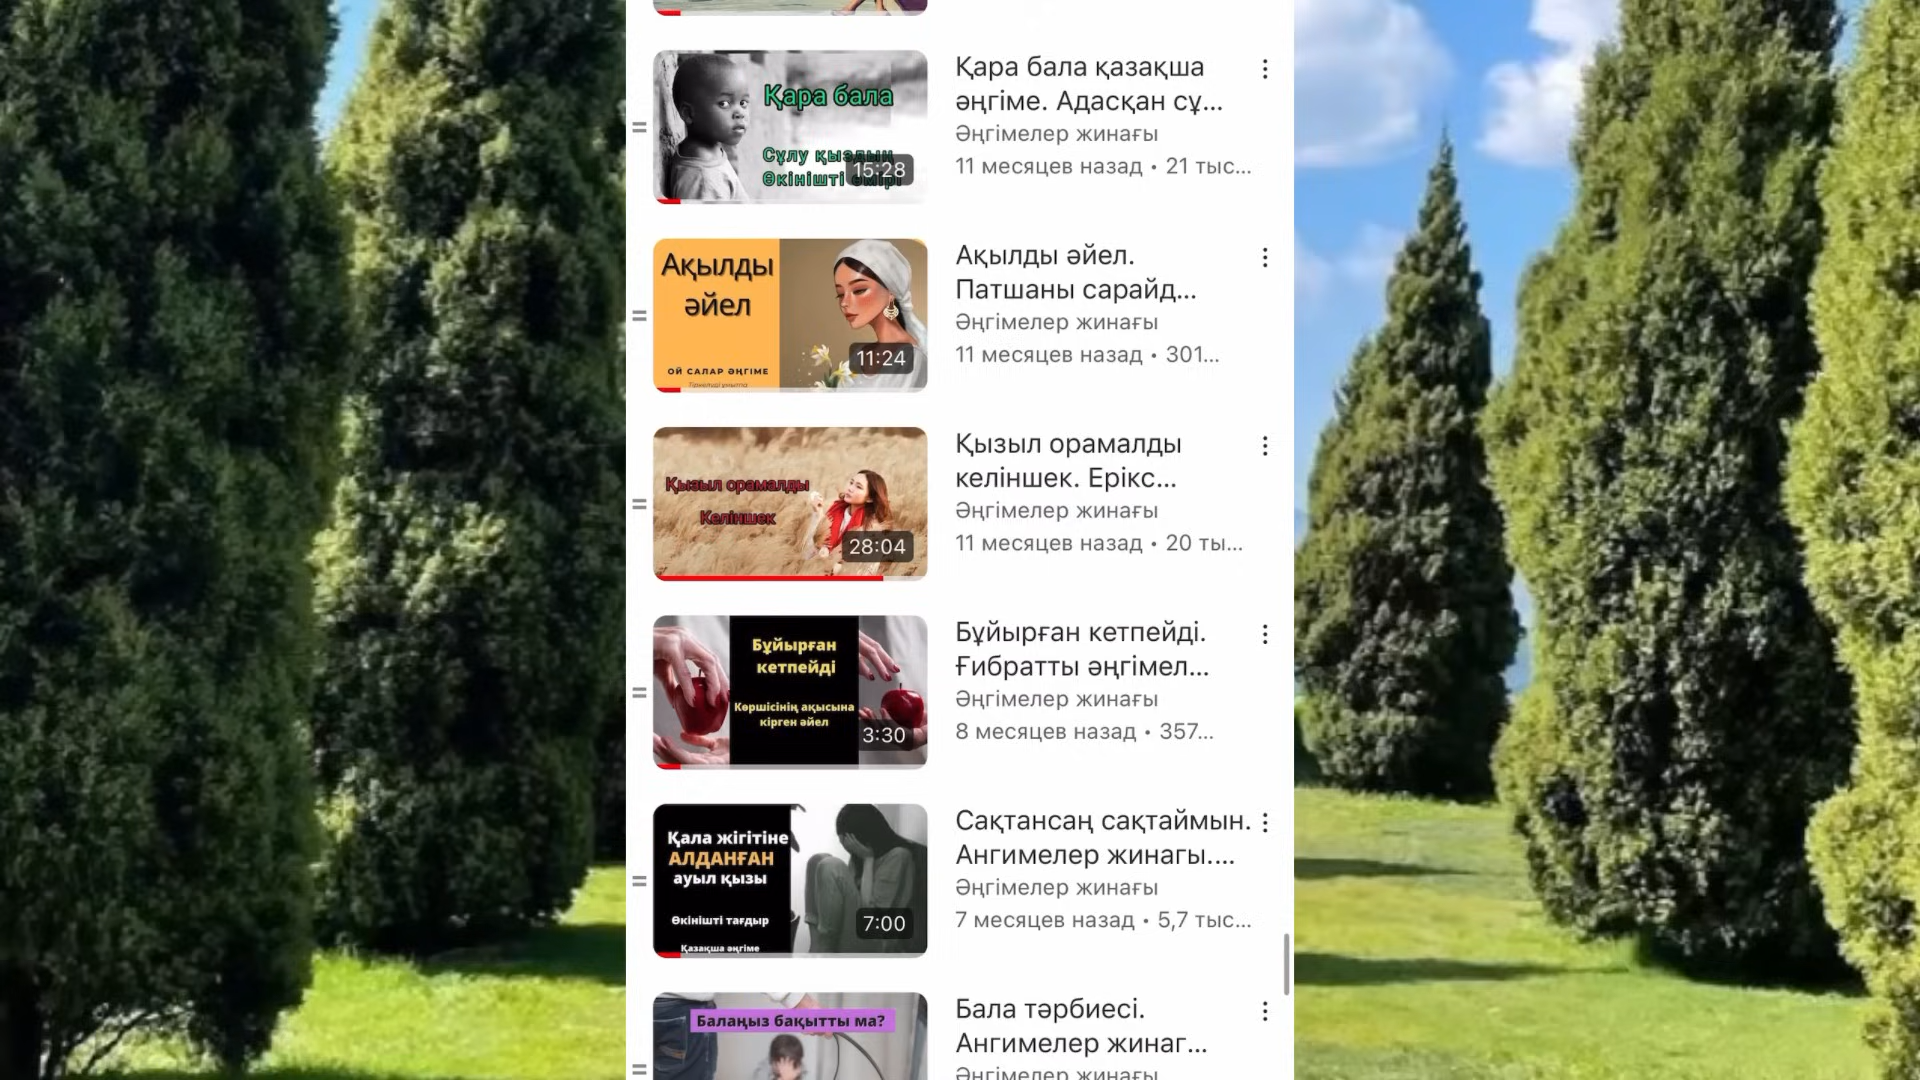 Қара бала
Сұлу қыздың
Өкінішті өмірі
15:28
Қара бала қазақша
әңгіме. Адасқан сұ...
Әңгімелер жинағы
11 месяцев назад • 21 тыс...
Ақылды
әйел
ОЙ САЛАР ӘҢГІМЕ
11:24
Ақылды әйел.
Патшаны сарайд...
Әңгімелер жинағы
11 месяцев назад • 301...
Қызыл орамалды
Келіншек
28:04
Қызыл орамалды
келіншек. Ерікс...
Әңгімелер жинағы
11 месяцев назад • 20 ты...
Бұйырған
кетпейді
Көршісінің ақысына
кірген әйел
3:30
Бұйырған кетпейді.
Ғибратты әңгімел...
Әңгімелер жинағы
8 месяцев назад • 357...
Қала жігітіне
АЛДАНҒАН
ауыл қызы
Өкінішті тағдыр
Қазақша әңгіме
7:00
Сақтансаң сақтаймын.
Ангимелер жинагы....
Әңгімелер жинағы
7 месяцев назад • 5,7 тыс...
Балаңыз бақытты ма?
Бала тәрбиесі.
Ангимелер жинаг...
Әңгімелер жинағы